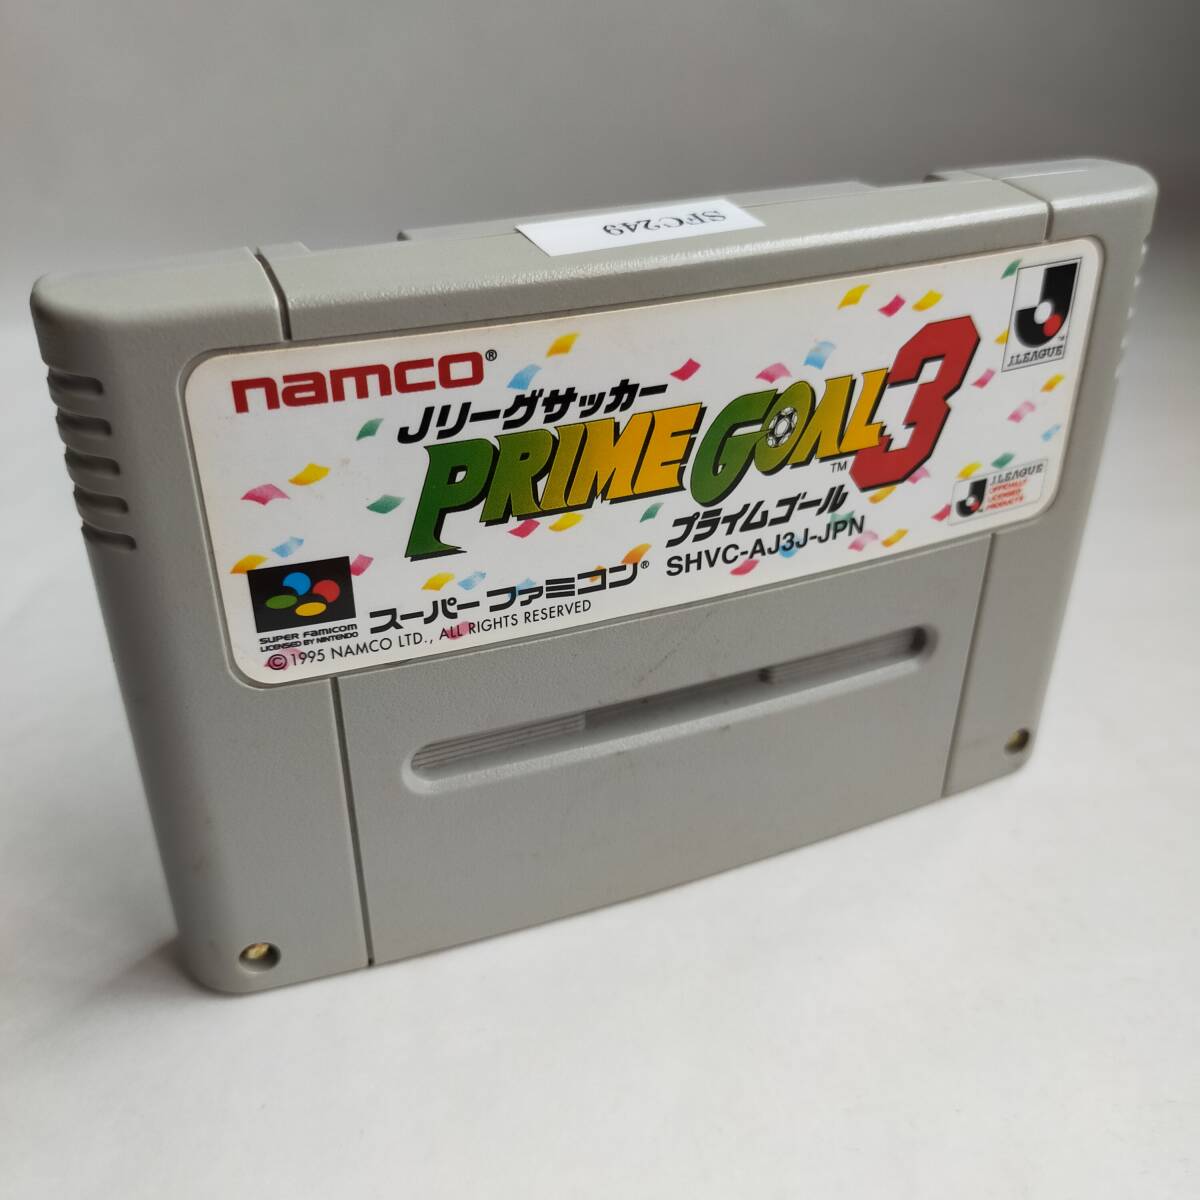 SFC249
namco®
Jリーグサッカー
PRIME GOAL 3
TM
プライムゴール
SHVC-AJ3J-JPN
J.LEAGUE
TM
J.LEAGUE
OFFICIALLY
LICENSED
PRODUCTS
SUPER FAMICOM
LICENSED BY NINTENDO
スーパーファミコン®
©1995 NAMCO LTD., ALL RIGHTS RESERVED